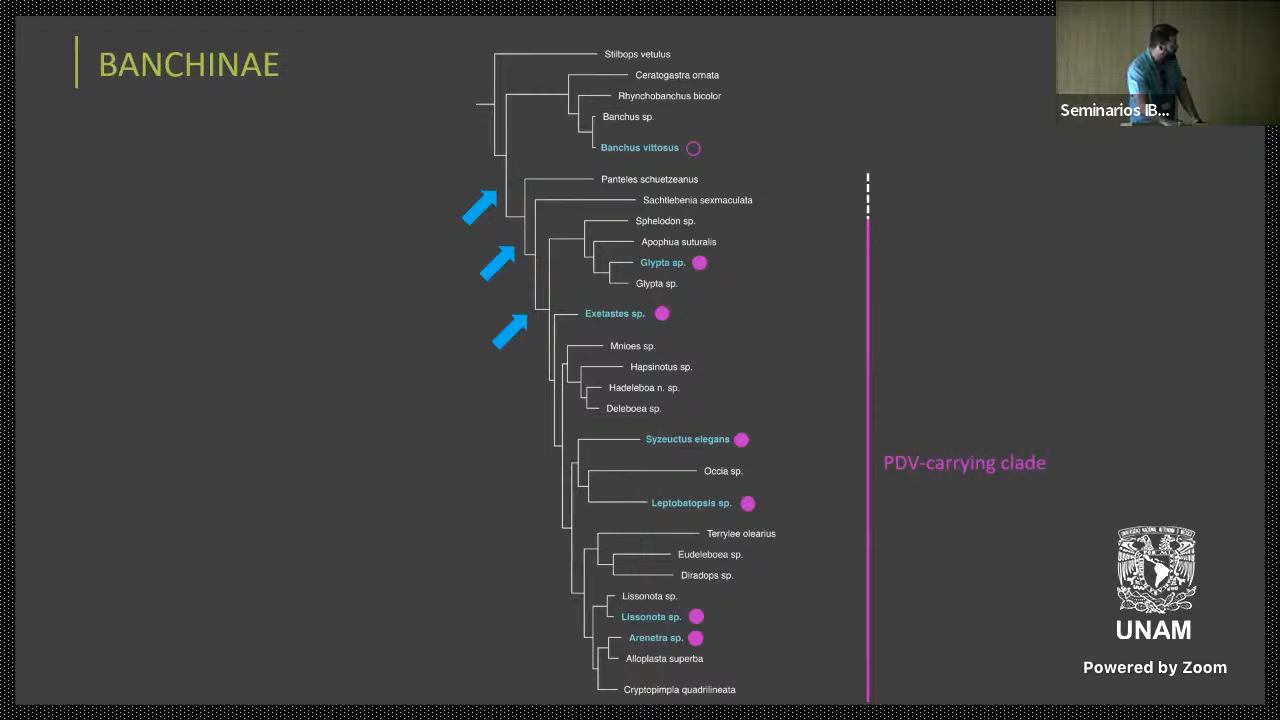 BANCHINAE
Stilbops vetulus
Ceratogastra ornata
Rhynchobanchus bicolor
Banchus sp.
Banchus vittosus
Panteles schuetzeanus
Sachtlebenia sexmaculata
Sphelodon sp.
Apophua suturalis
Glypta sp.
Glypta sp.
Exetastes sp.
Mnioes sp.
Hapsinotus sp.
Hadeleboa n. sp.
Deleboea sp.
Syzeuctus elegans
Occia sp.
Leptobatopsis sp.
Terrylee olearius
Eudeleboea sp.
Diradops sp.
Lissonota sp.
Lissonota sp.
Arenetra sp.
Alloplasta superba
Cryptopimpla quadrilineata
PDV-carrying clade
Seminarios IB...
UNAM
Powered by Zoom